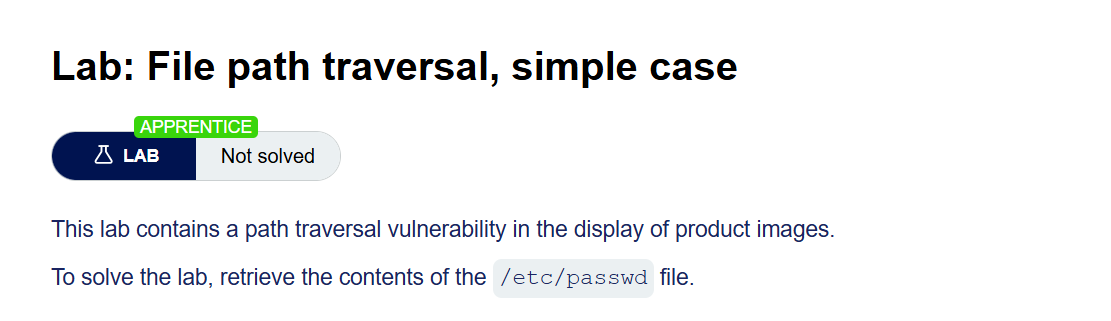 Lab: File path traversal, simple case
APPRENTICE
LAB
Not solved
This lab contains a path traversal vulnerability in the display of product images.
To solve the lab, retrieve the contents of the /etc/passwd file.